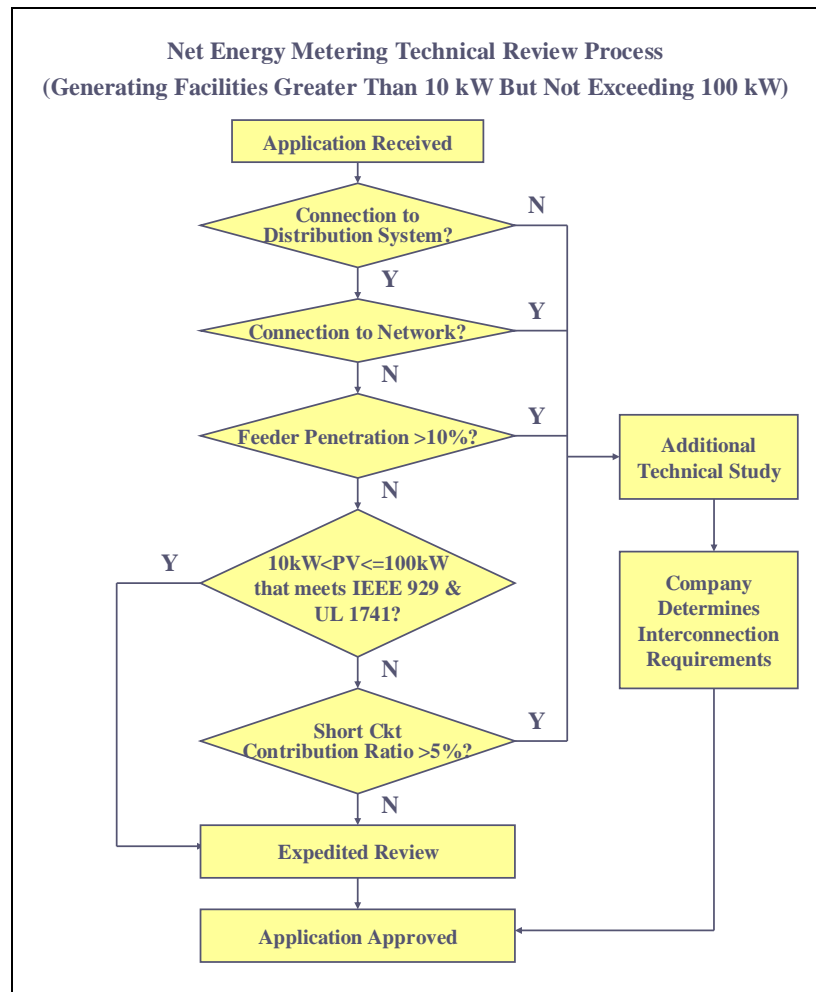 Net Energy Metering Technical Review Process
(Generating Facilities Greater Than 10 kW But Not Exceeding 100 kW)
Application Received
Connection to
Distribution System?
N
Y
Connection to Network?
Y
N
Feeder Penetration >10%?
Y
N
Additional
Technical Study
10kW<PV<=100kW
that meets IEEE 929 &
UL 1741?
Y
N
Company
Determines
Interconnection
Requirements
Short Ckt
Contribution Ratio >5%?
Y
N
Expedited Review
Application Approved